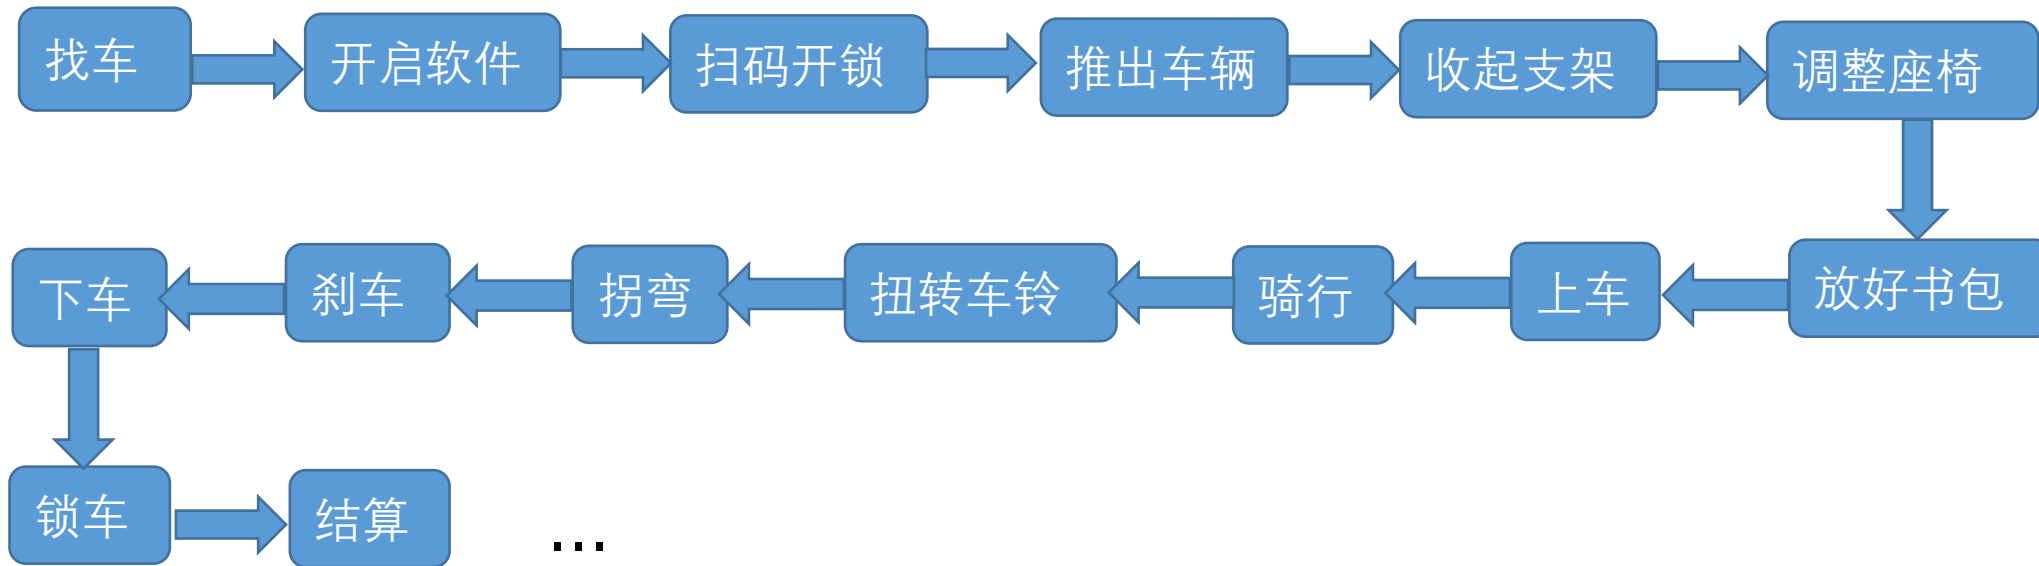 找车
开启软件
扫码开锁
推出车辆
收起支架
调整座椅
放好书包
上车
骑行
扭转车铃
拐弯
刹车
下车
锁车
结算
...